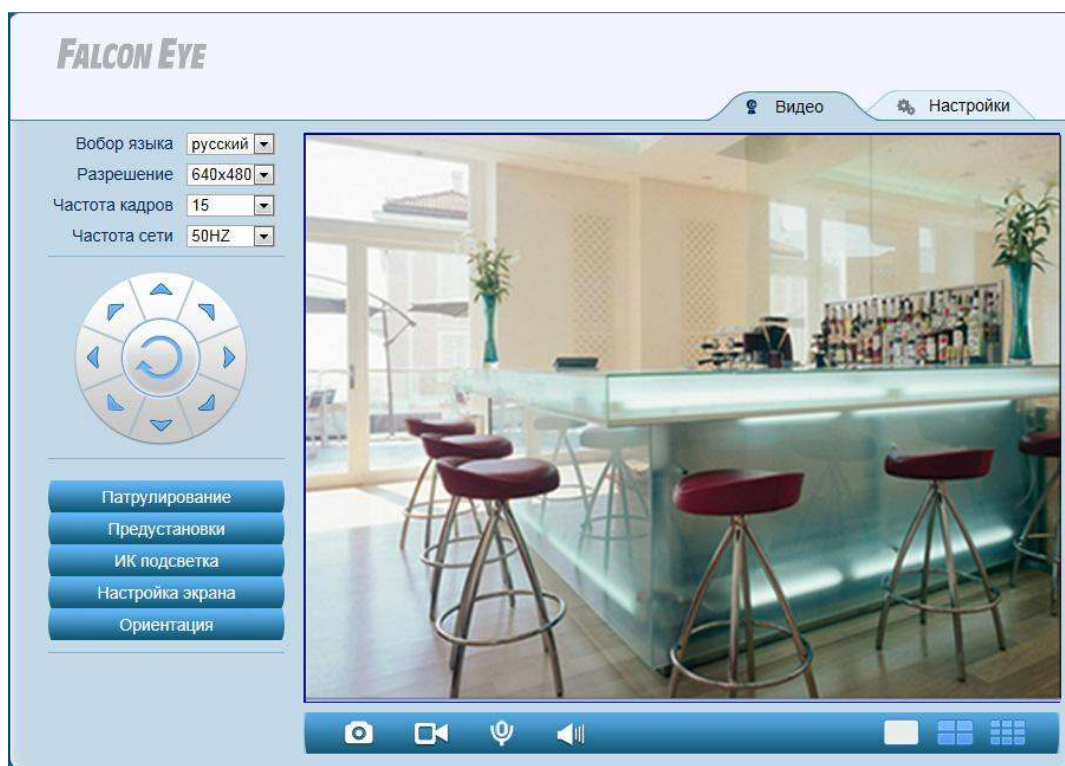 FALCON EYE
Видео
Настройки
Вобор языка русский
Разрешение 640x480
Частота кадров 15
Частота сети 50HZ
Патрулирование
Предустановки
ИК подсветка
Настройка экрана
Ориентация